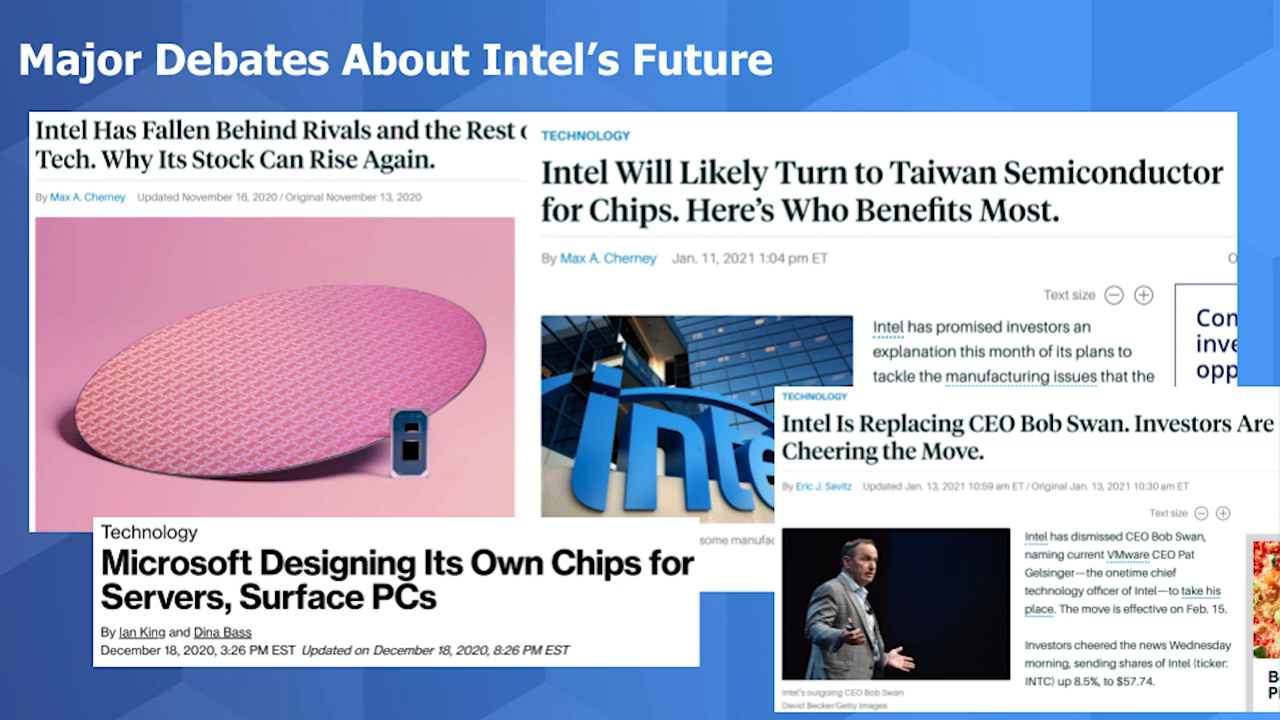 Major Debates About Intel's Future
Intel Has Fallen Behind Rivals and the Rest
Tech. Why Its Stock Can Rise Again.
By Max A. Cherney Updated November 16, 2020 / Original November 13, 2020
TECHNOLOGY
Intel Will Likely Turn to Taiwan Semiconductor
for Chips. Here's Who Benefits Most.
By Max A. Cherney Jan. 11, 2021 1:04 pm ET
Text size
Intel has promised investors an
explanation this month of its plans to
tackle the manufacturing issues that the
some
Technology
Microsoft Designing Its Own Chips for
Servers, Surface PCs
By Ian King and Dina Bass
December 18, 2020, 3:26 PM EST Updated on December 18, 2020, 8:26 PM EST
TECHNOLOGY
Intel Is Replacing CEO Bob Swan. Investors Are
Cheering the Move.
By Eric J. Savitz Updated Jan. 13, 2021 10:59 am ET / Original Jan. 13, 2021 10:30 am ET
Text size
Intel has dismissed CEO Bob Swan,
naming current VMware CEO Pat
Gelsinger—the onetime chief
technology officer of Intel—to take his
place. The move is effective on Feb. 15.
Investors cheered the news Wednesday
morning, sending shares of Intel (ticker:
INTC) up 8.5%, to $57.74.
Intel's outgoing CEO Bob Swan
David Becker/Getty Images